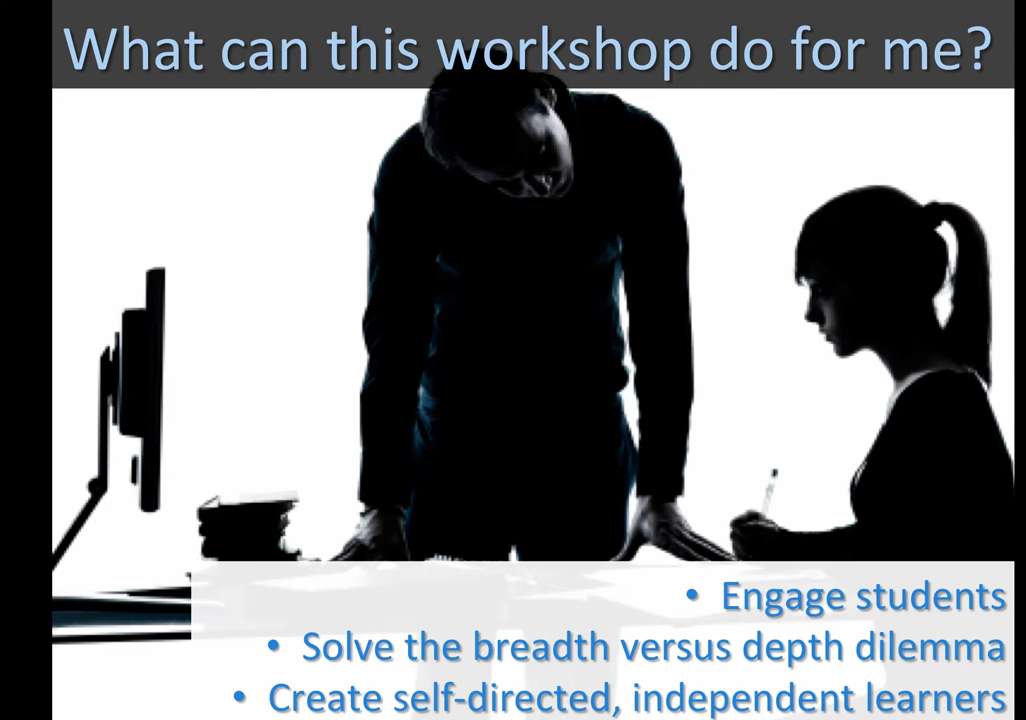 What can this workshop do for me?
• Engage students
• Solve the breadth versus depth dilemma
• Create self-directed, independent learners